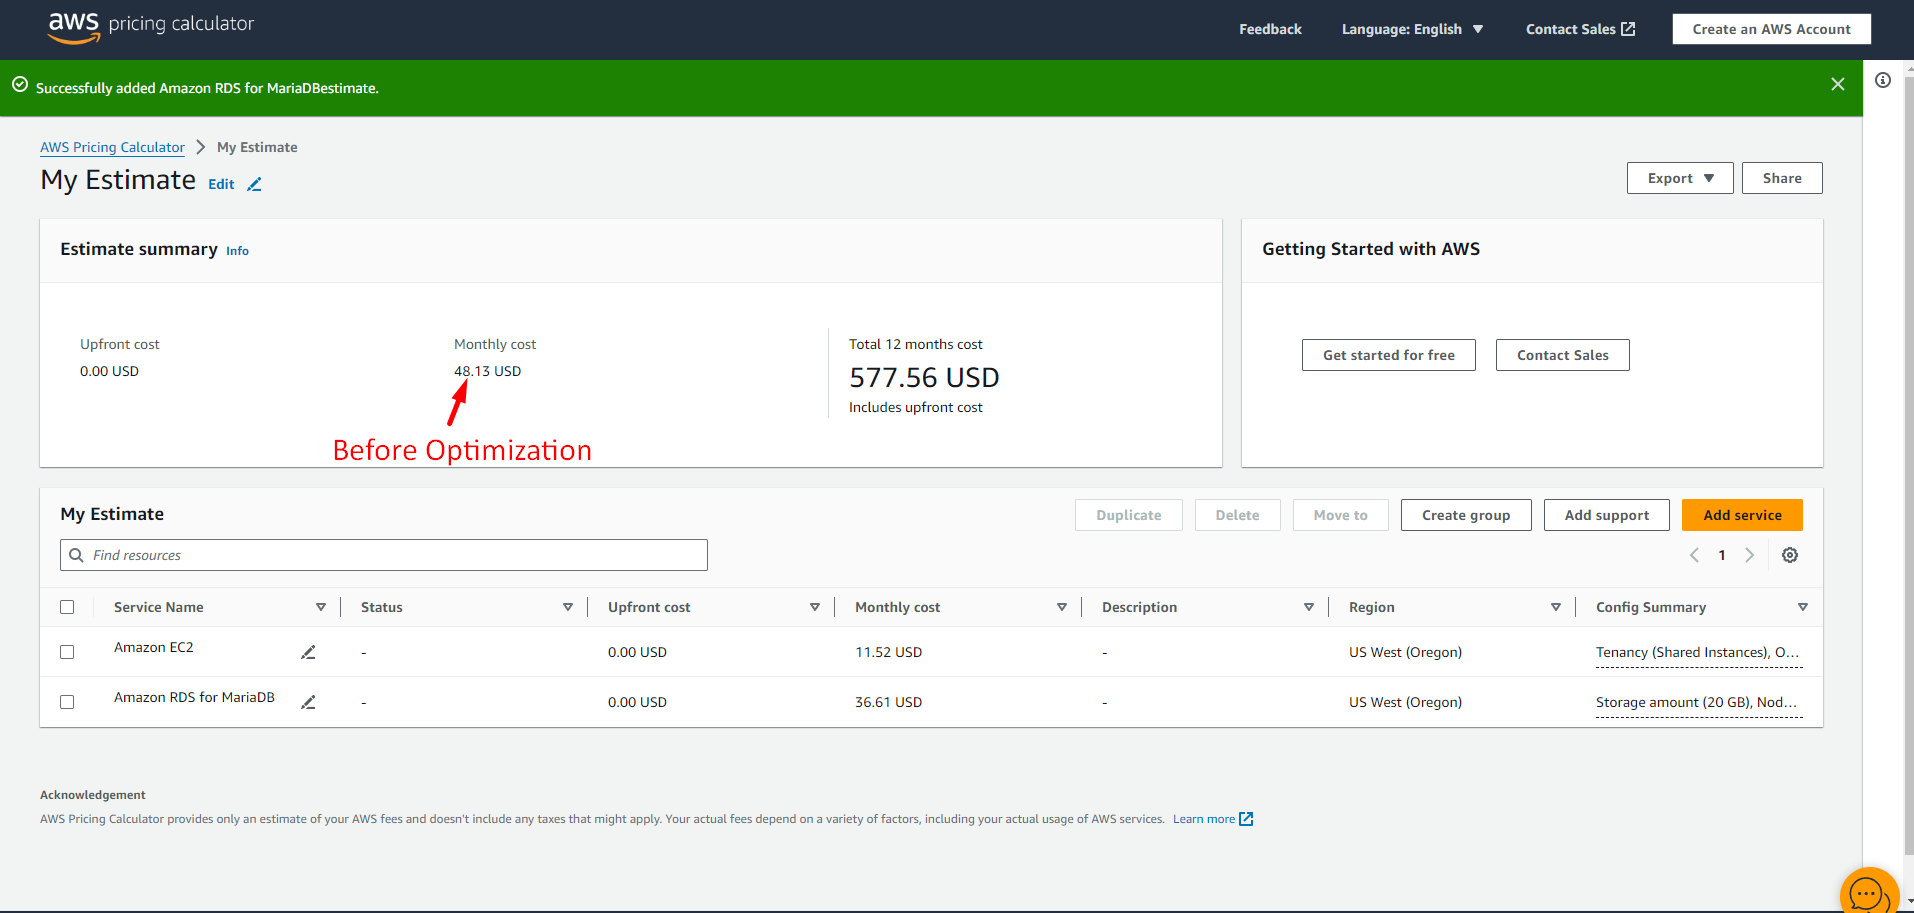 aws pricing calculator
Feedback
Language: English
Contact Sales
Create an AWS Account
Successfully added Amazon RDS for MariaDBestimate.
AWS Pricing Calculator
My Estimate
My Estimate
Edit
Export
Share
Estimate summary
Info
Upfront cost
0.00 USD
Monthly cost
48.13 USD
Total 12 months cost
577.56 USD
Includes upfront cost
Before Optimization
Getting Started with AWS
Get started for free
Contact Sales
My Estimate
Duplicate
Delete
Move to
Create group
Add support
Add service
Find resources
1
Service Name Status Upfront cost Monthly cost Description Region Config Summary
Amazon EC2 - 0.00 USD 11.52 USD - US West (Oregon) Tenancy (Shared Instances), O...
Amazon RDS for MariaDB - 0.00 USD 36.61 USD - US West (Oregon) Storage amount (20 GB), Nod...
Acknowledgement
AWS Pricing Calculator provides only an estimate of your AWS fees and doesn't include any taxes that might apply. Your actual fees depend on a variety of factors, including your actual usage of AWS services. Learn more